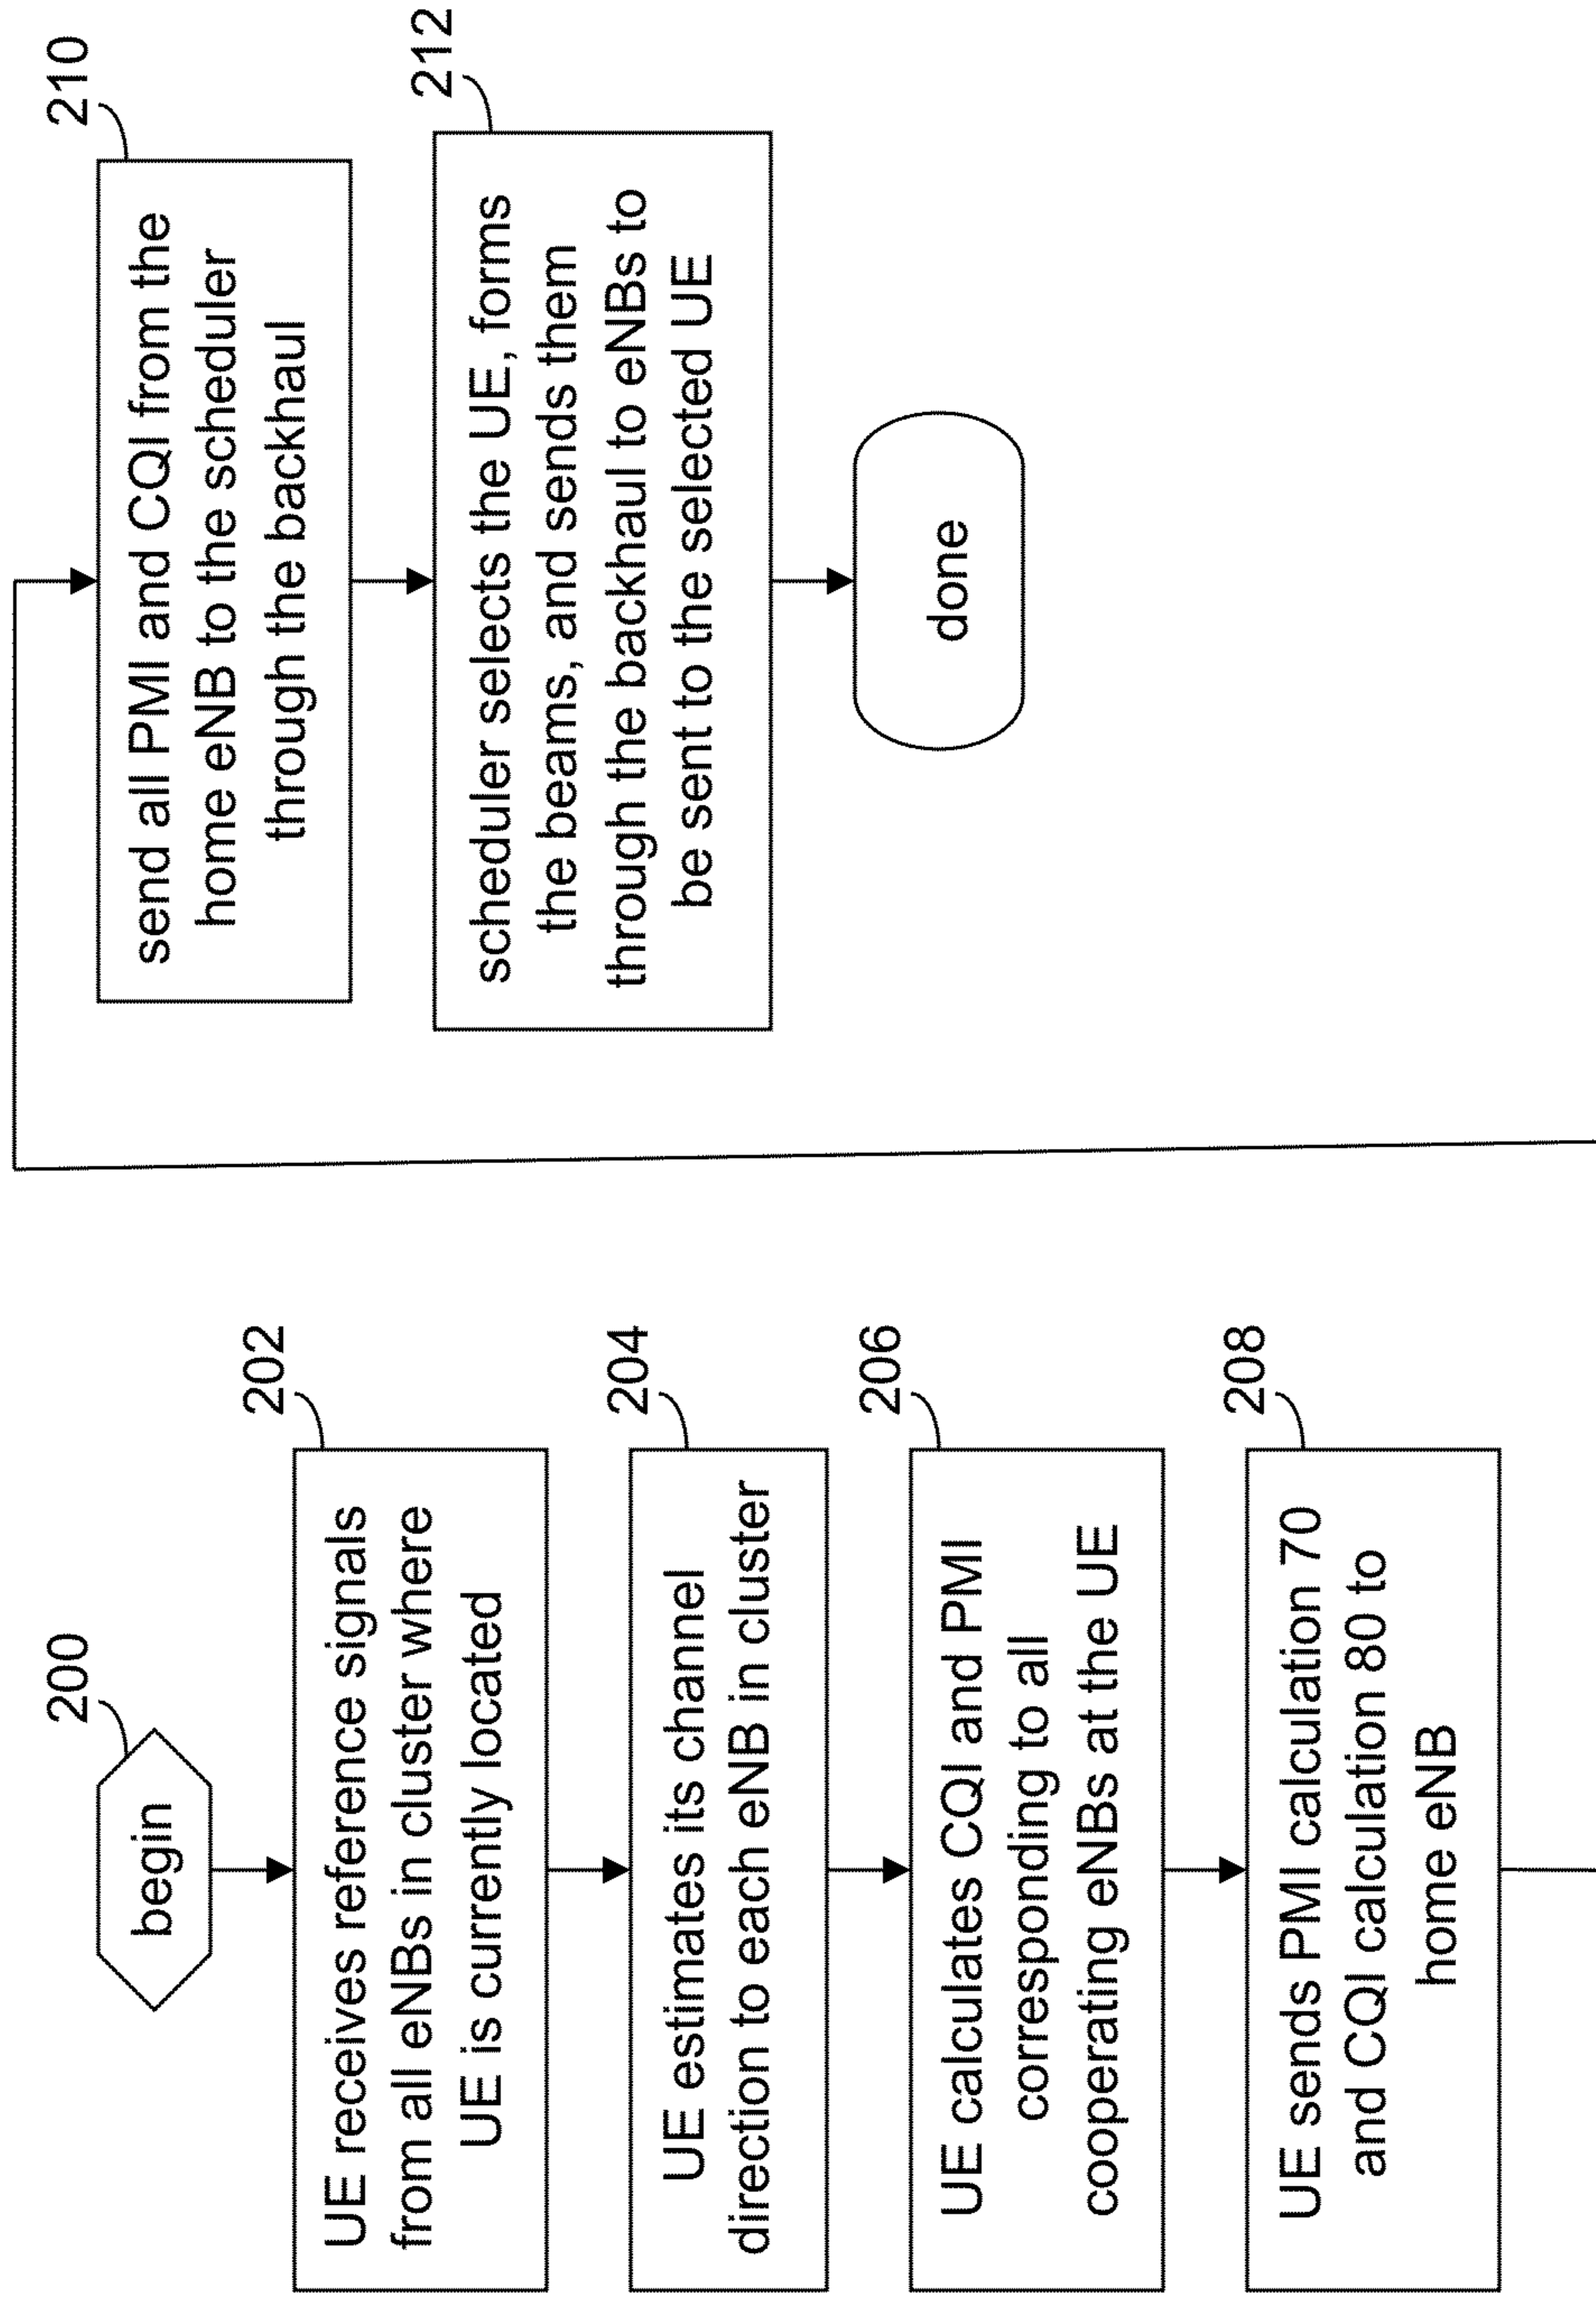 200
begin
202
UE receives reference signals
from all eNBs in cluster where
UE is currently located
204
UE estimates its channel
direction to each eNB in cluster
206
UE calculates CQI and PMI
corresponding to all
cooperating eNBs at the UE
208
UE sends PMI calculation 70
and CQI calculation 80 to
home eNB
210
send all PMI and CQI from the
home eNB to the scheduler
through the backhaul
212
scheduler selects the UE, forms
the beams, and sends them
through the backhaul to eNBs to
be sent to the selected UE
done